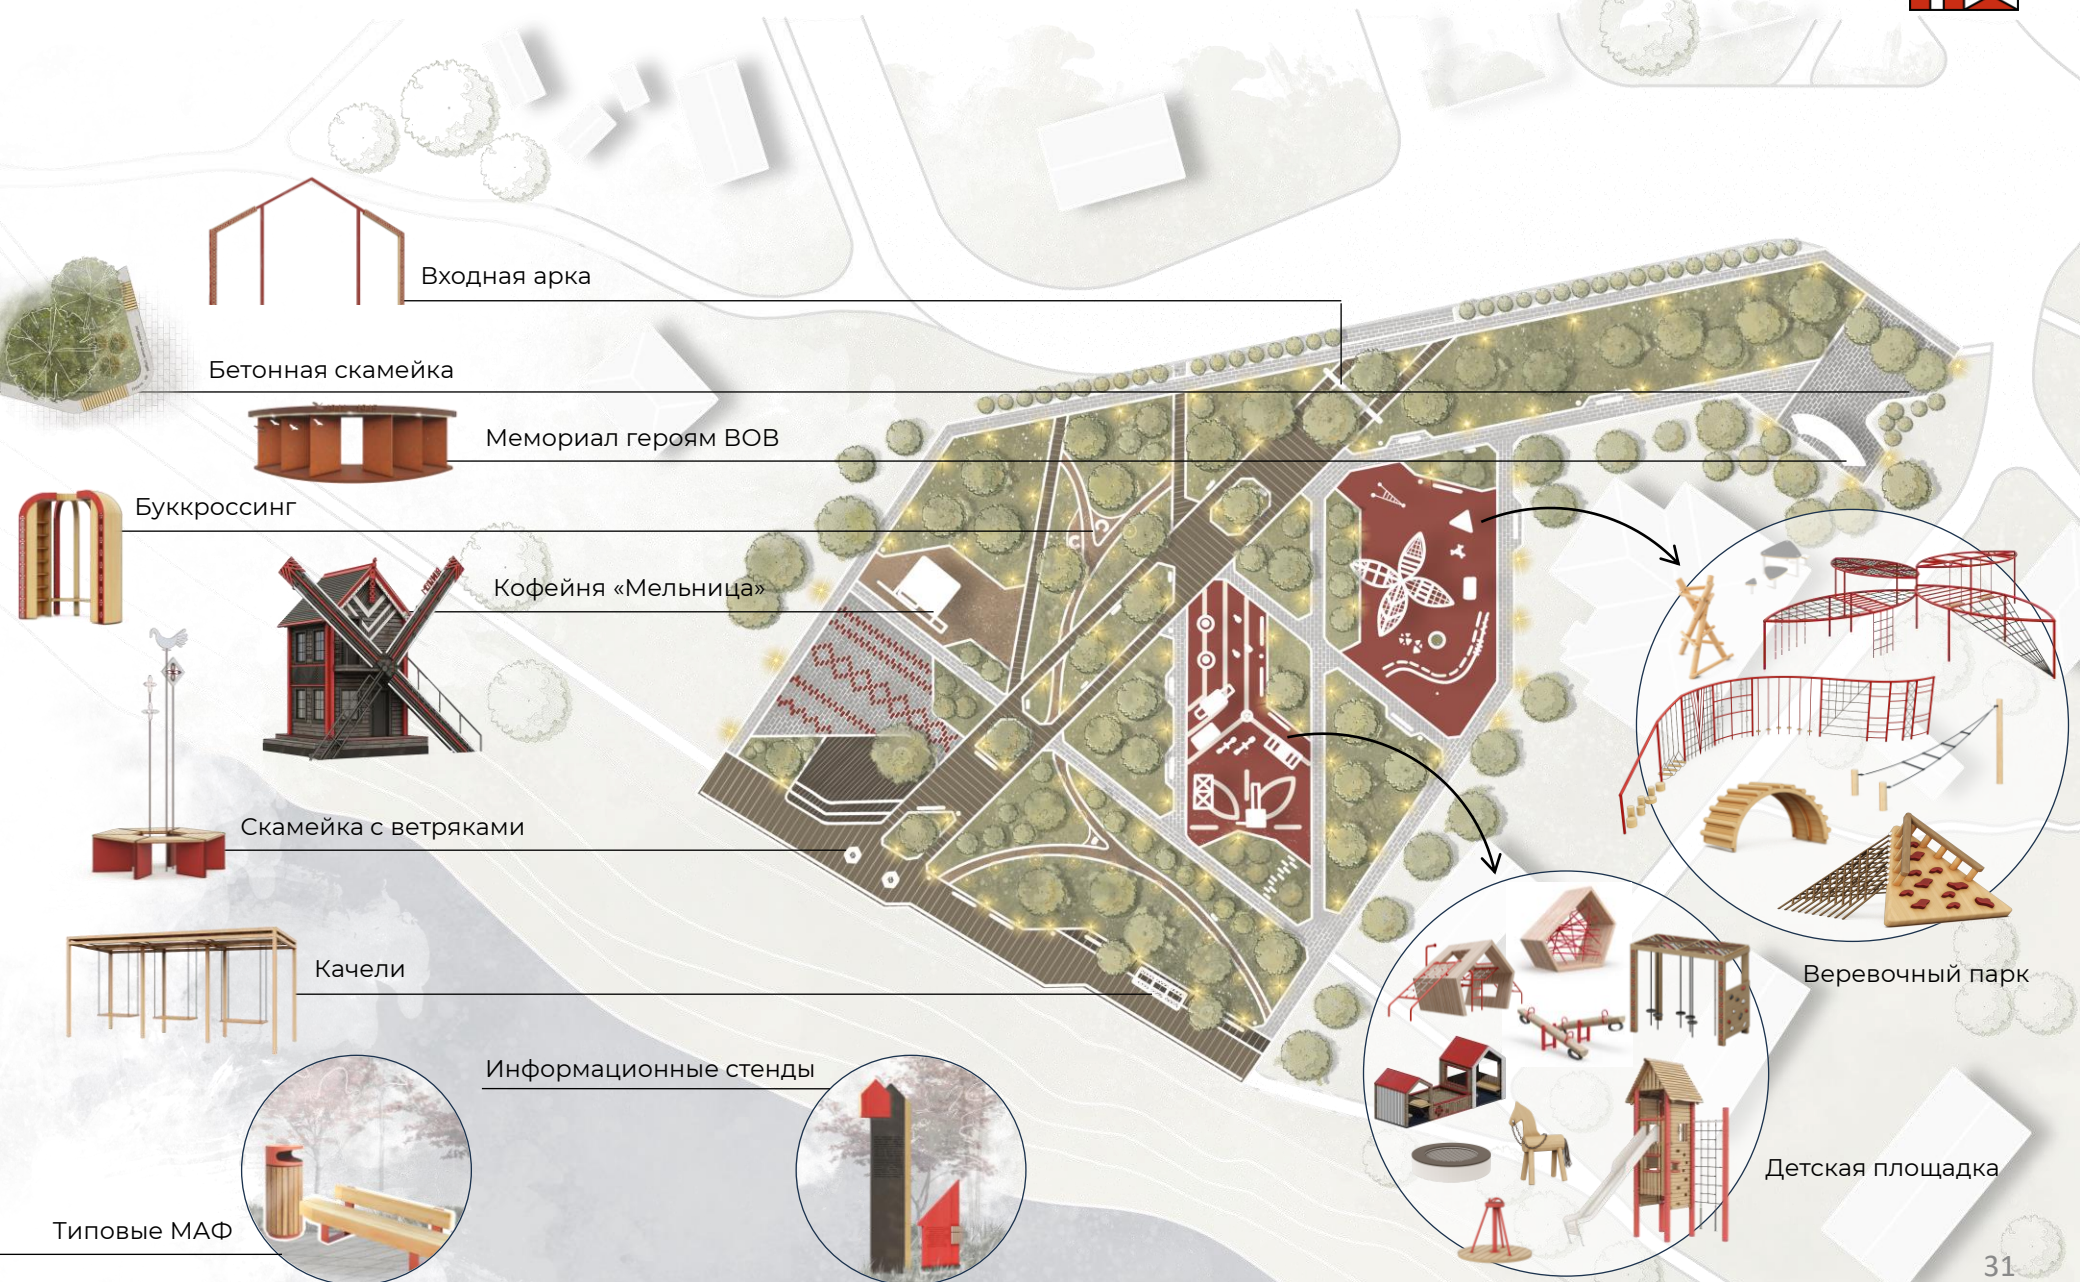 Входная арка
Бетонная скамейка
Мемориал героям ВОВ
Буккроссинг
Кофейня «Мельница»
Скамейка с ветряками
Качели
Веревочный парк
Информационные стенды
Детская площадка
Типовые МАФ
31